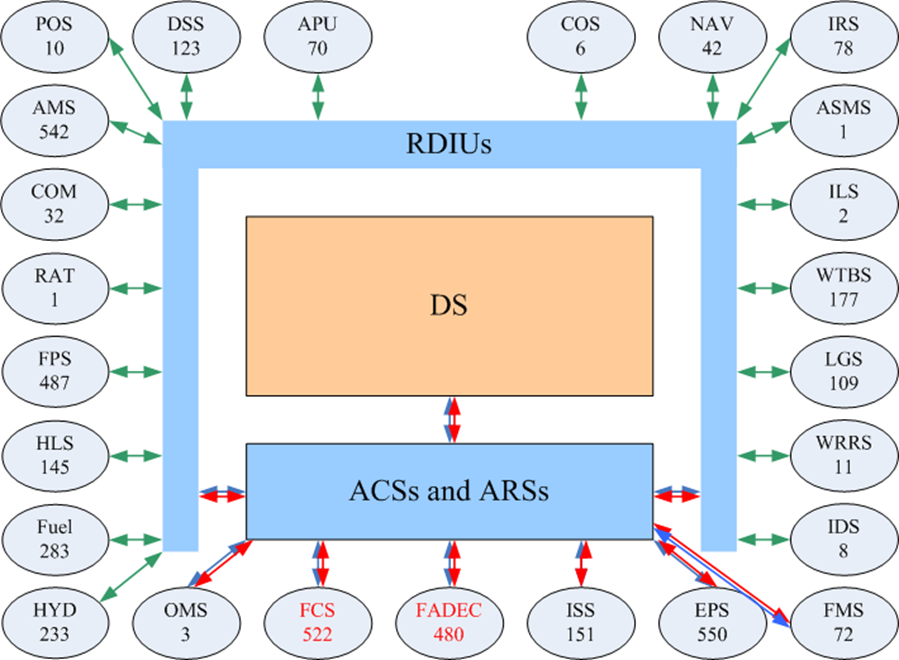 POS
10
DSS
123
APU
70
COS
6
NAV
42
IRS
78
AMS
542
RDIUs
ASMS
1
COM
32
ILS
2
RAT
1
DS
WTBS
177
FPS
487
LGS
109
HLS
145
ACSs and ARSs
WRRS
11
Fuel
283
IDS
8
HYD
233
OMS
3
FCS
522
FADEC
480
ISS
151
EPS
550
FMS
72